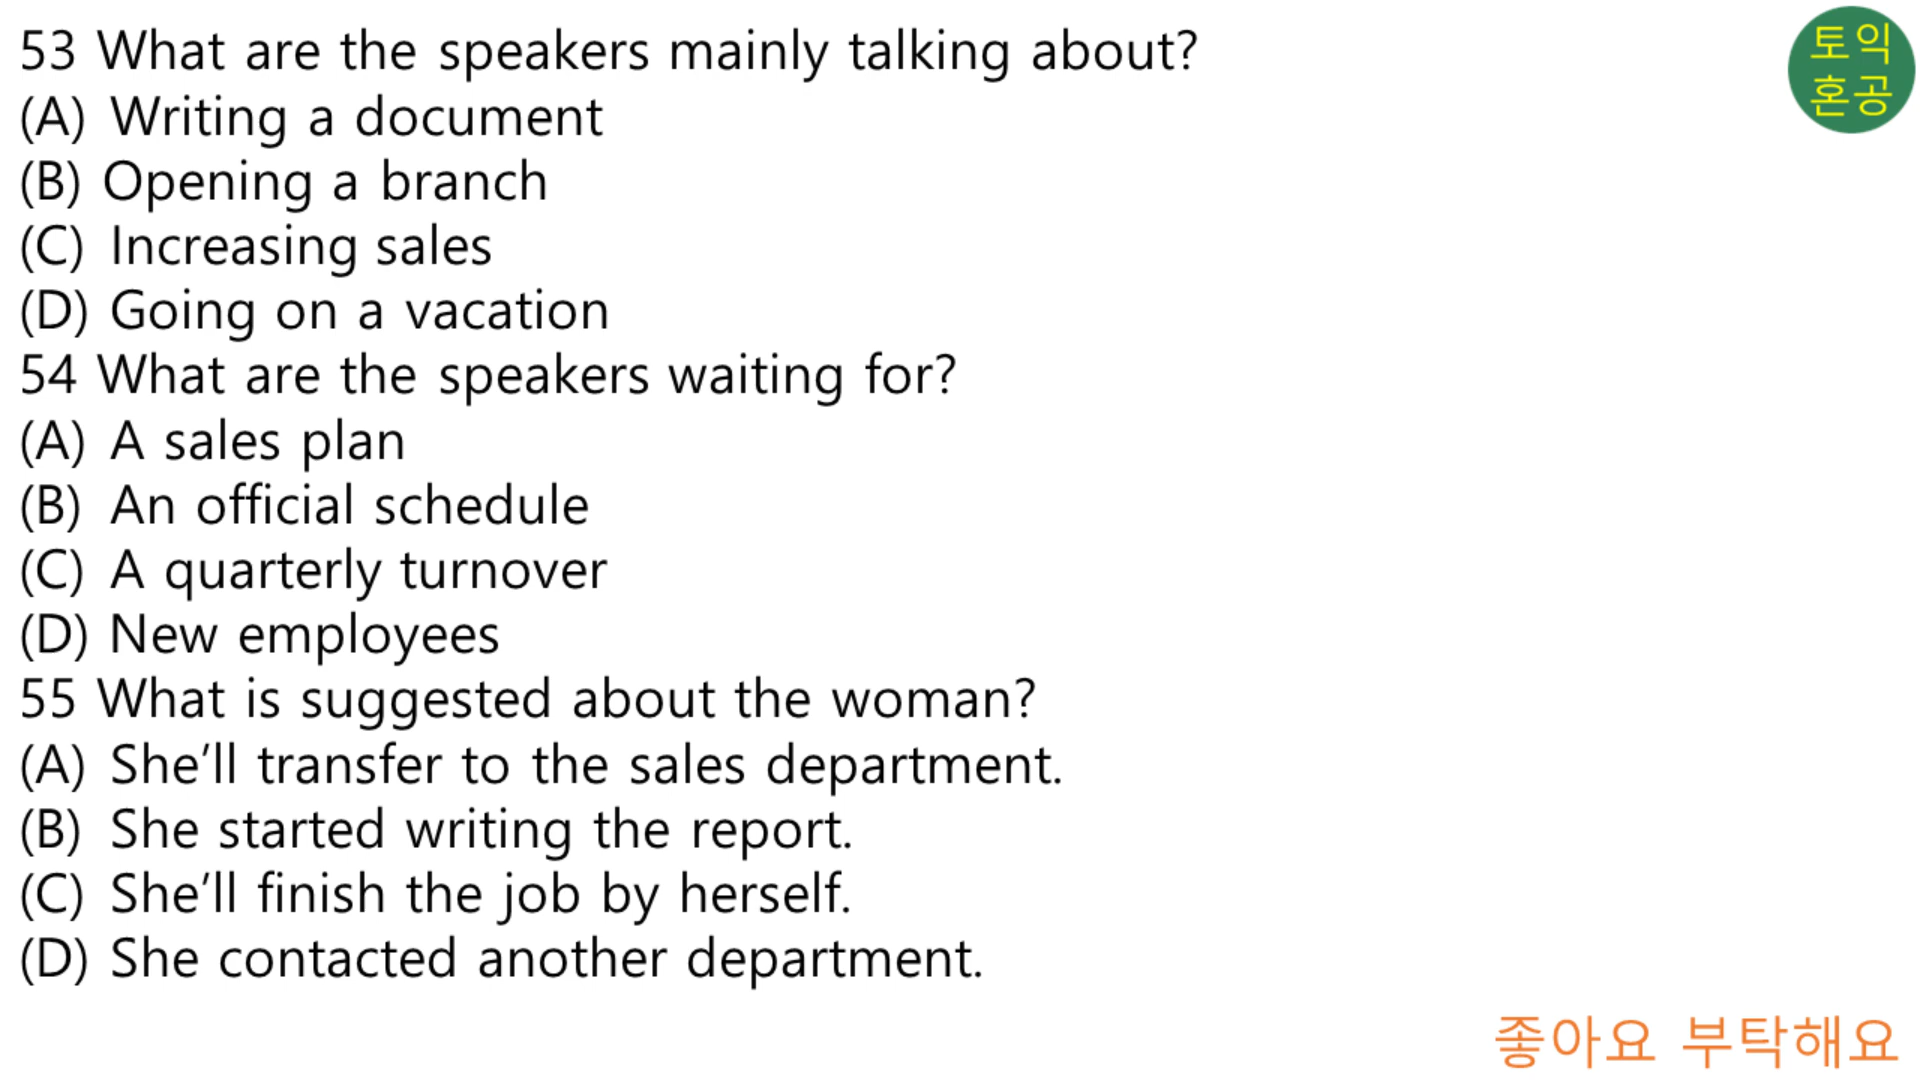 53 What are the speakers mainly talking about?
(A) Writing a document
(B) Opening a branch
(C) Increasing sales
(D) Going on a vacation
54 What are the speakers waiting for?
(A) A sales plan
(B) An official schedule
(C) A quarterly turnover
(D) New employees
55 What is suggested about the woman?
(A) She’ll transfer to the sales department.
(B) She started writing the report.
(C) She’ll finish the job by herself.
(D) She contacted another department.
토익
혼공
좋아요 부탁해요